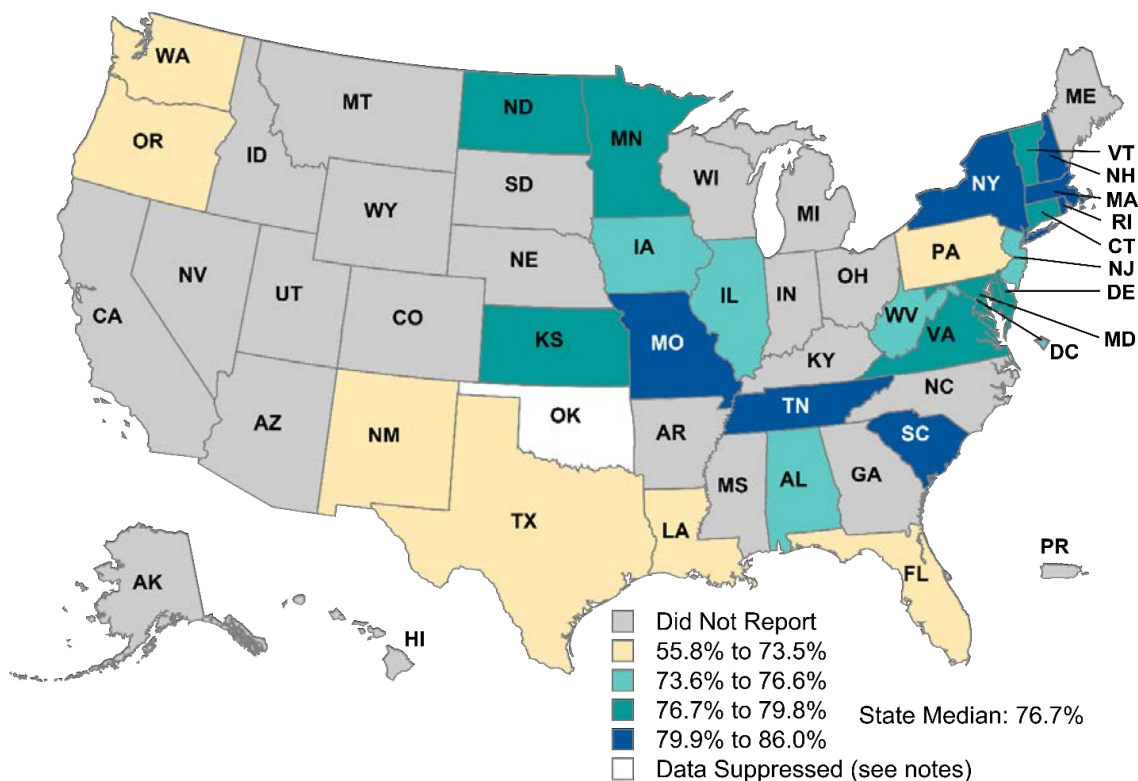 WA
MT
ND
MN
ME
OR
ID
VT
NH
WI
NY
SD
MA
WY
MI
RI
CT
IA
PA
NE
NJ
NV
OH
IL
IN
DE
UT
WV
CA
CO
KS
MO
VA
MD
DC
KY
NC
TN
AZ
OK
NM
AR
SC
MS
AL
GA
TX
LA
PR
FL
AK
HI
Did Not Report
55.8% to 73.5%
73.6% to 76.6%
76.7% to 79.8%
State Median: 76.7%
79.9% to 86.0%
Data Suppressed (see notes)